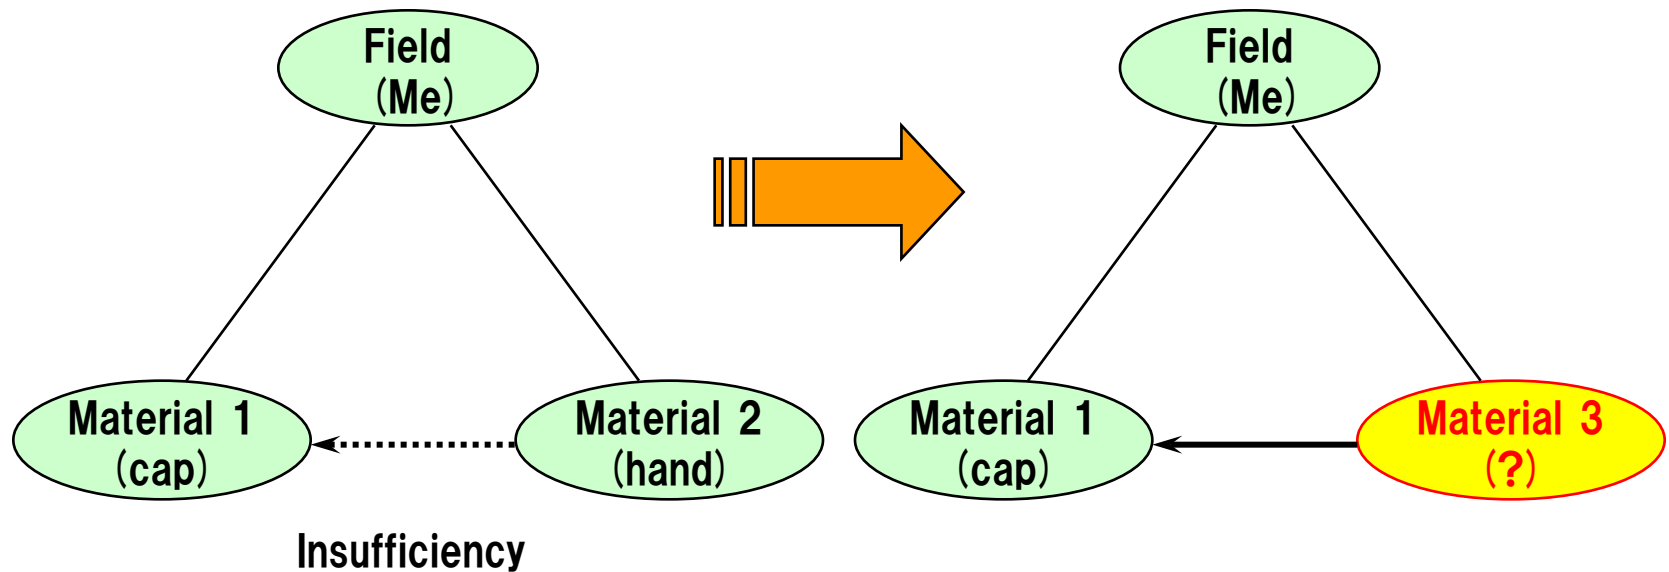 Field
(Me)
Material 1
(cap)
Material 2
(hand)
Insufficiency
Field
(Me)
Material 1
(cap)
Material 3
(?)